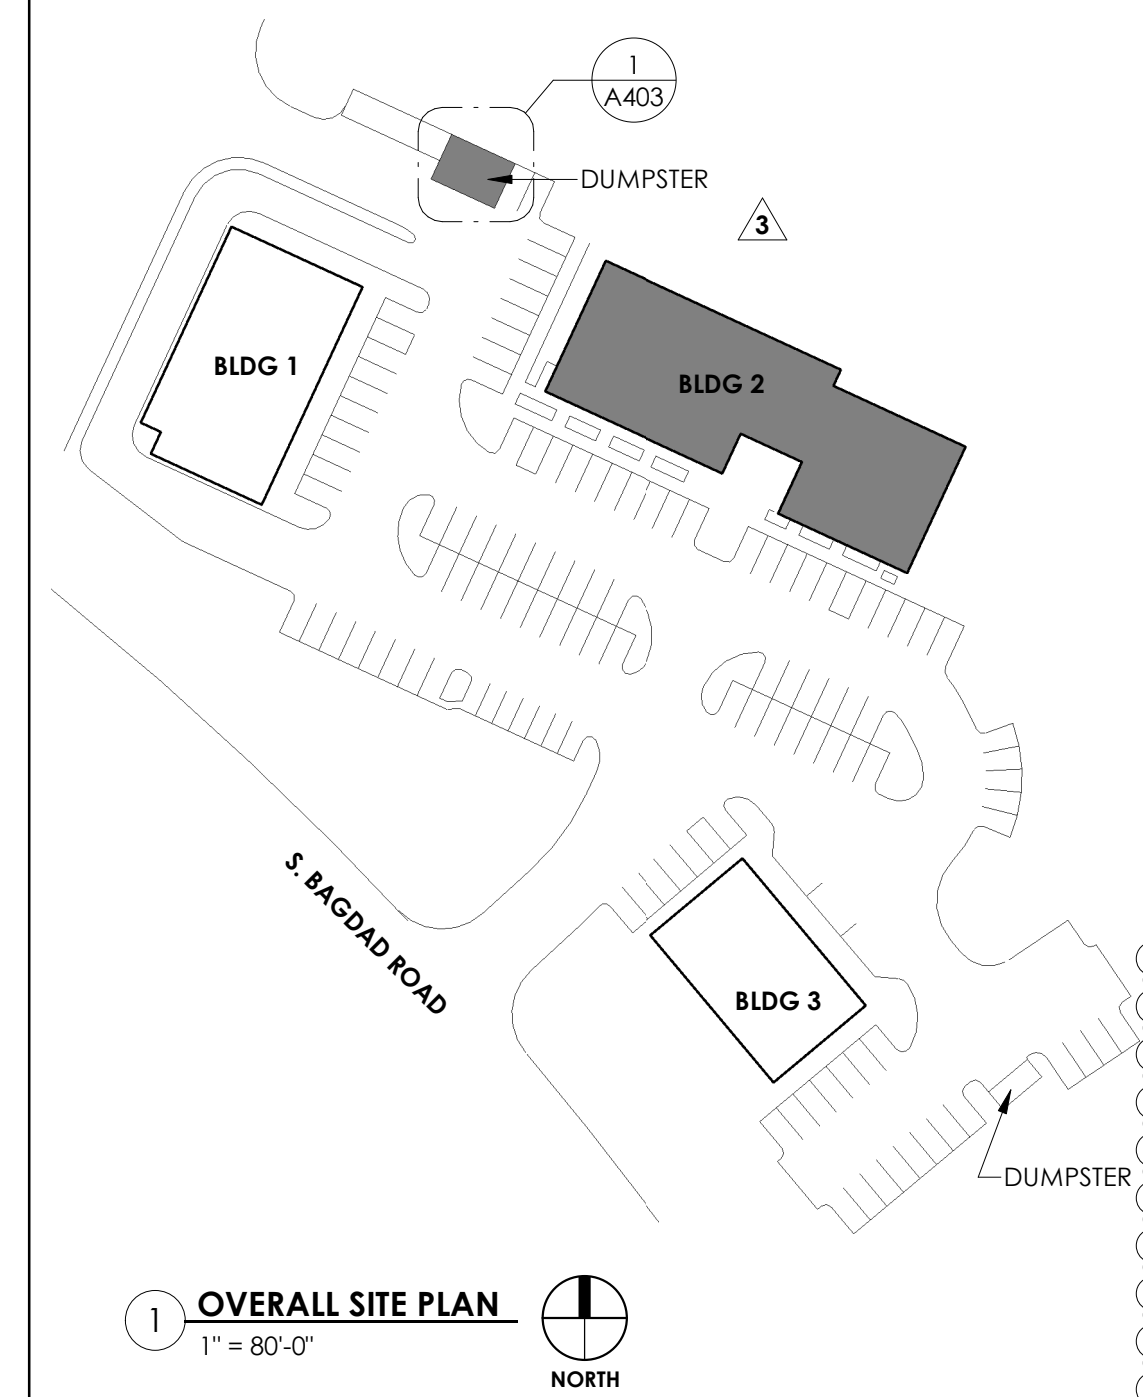 1
A403
DUMPSTER
3
BLDG 1
BLDG 2
S. BAGDAD ROAD
BLDG 3
DUMPSTER
1 OVERALL SITE PLAN
1" = 80'-0"
NORTH